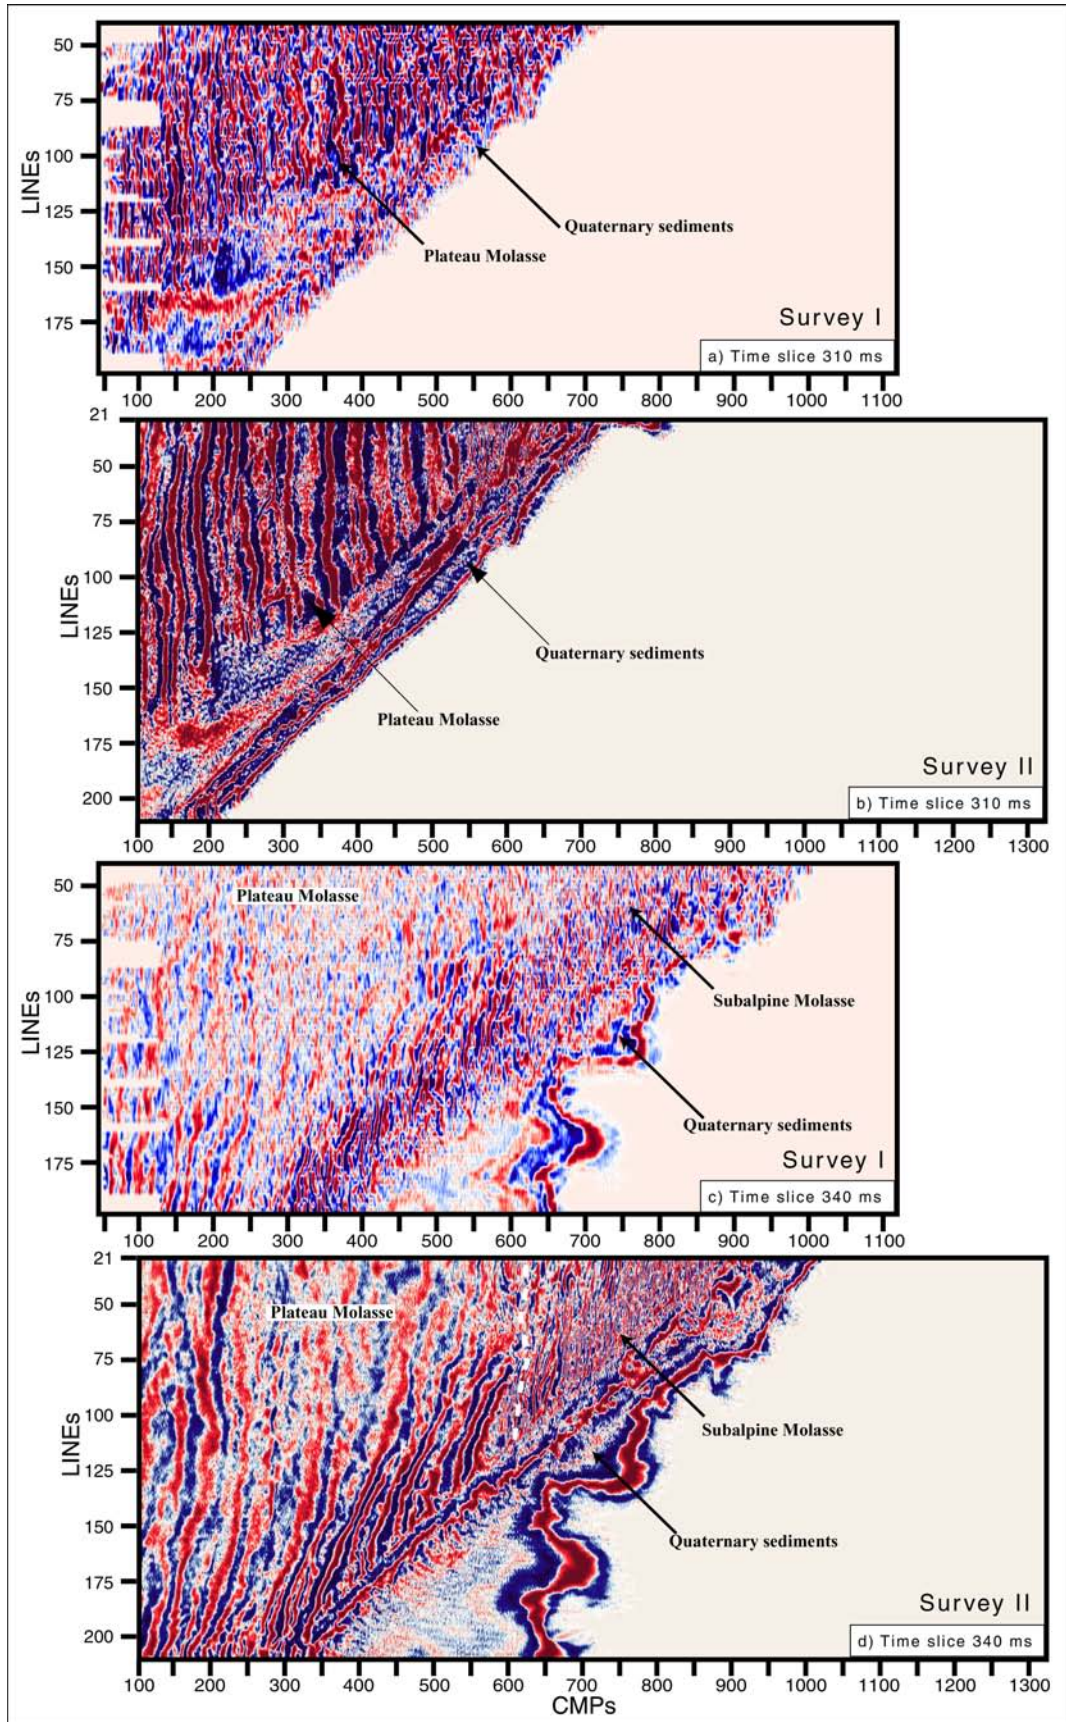 50
75
100
125
150
175
LINEs
Quaternary sediments
Plateau Molasse
Survey I
a) Time slice 310 ms
100 200 300 400 500 600 700 800 900 1000 1100
21
50
75
100
125
150
175
200
LINEs
Quaternary sediments
Plateau Molasse
Survey II
b) Time slice 310 ms
100 200 300 400 500 600 700 800 900 1000 1100 1200 1300
50
75
100
125
150
175
LINEs
Plateau Molasse
Subalpine Molasse
Quaternary sediments
Survey I
c) Time slice 340 ms
100 200 300 400 500 600 700 800 900 1000 1100
21
50
75
100
125
150
175
200
LINEs
Plateau Molasse
Subalpine Molasse
Quaternary sediments
Survey II
d) Time slice 340 ms
100 200 300 400 500 600 700 800 900 1000 1100 1200 1300
CMPs